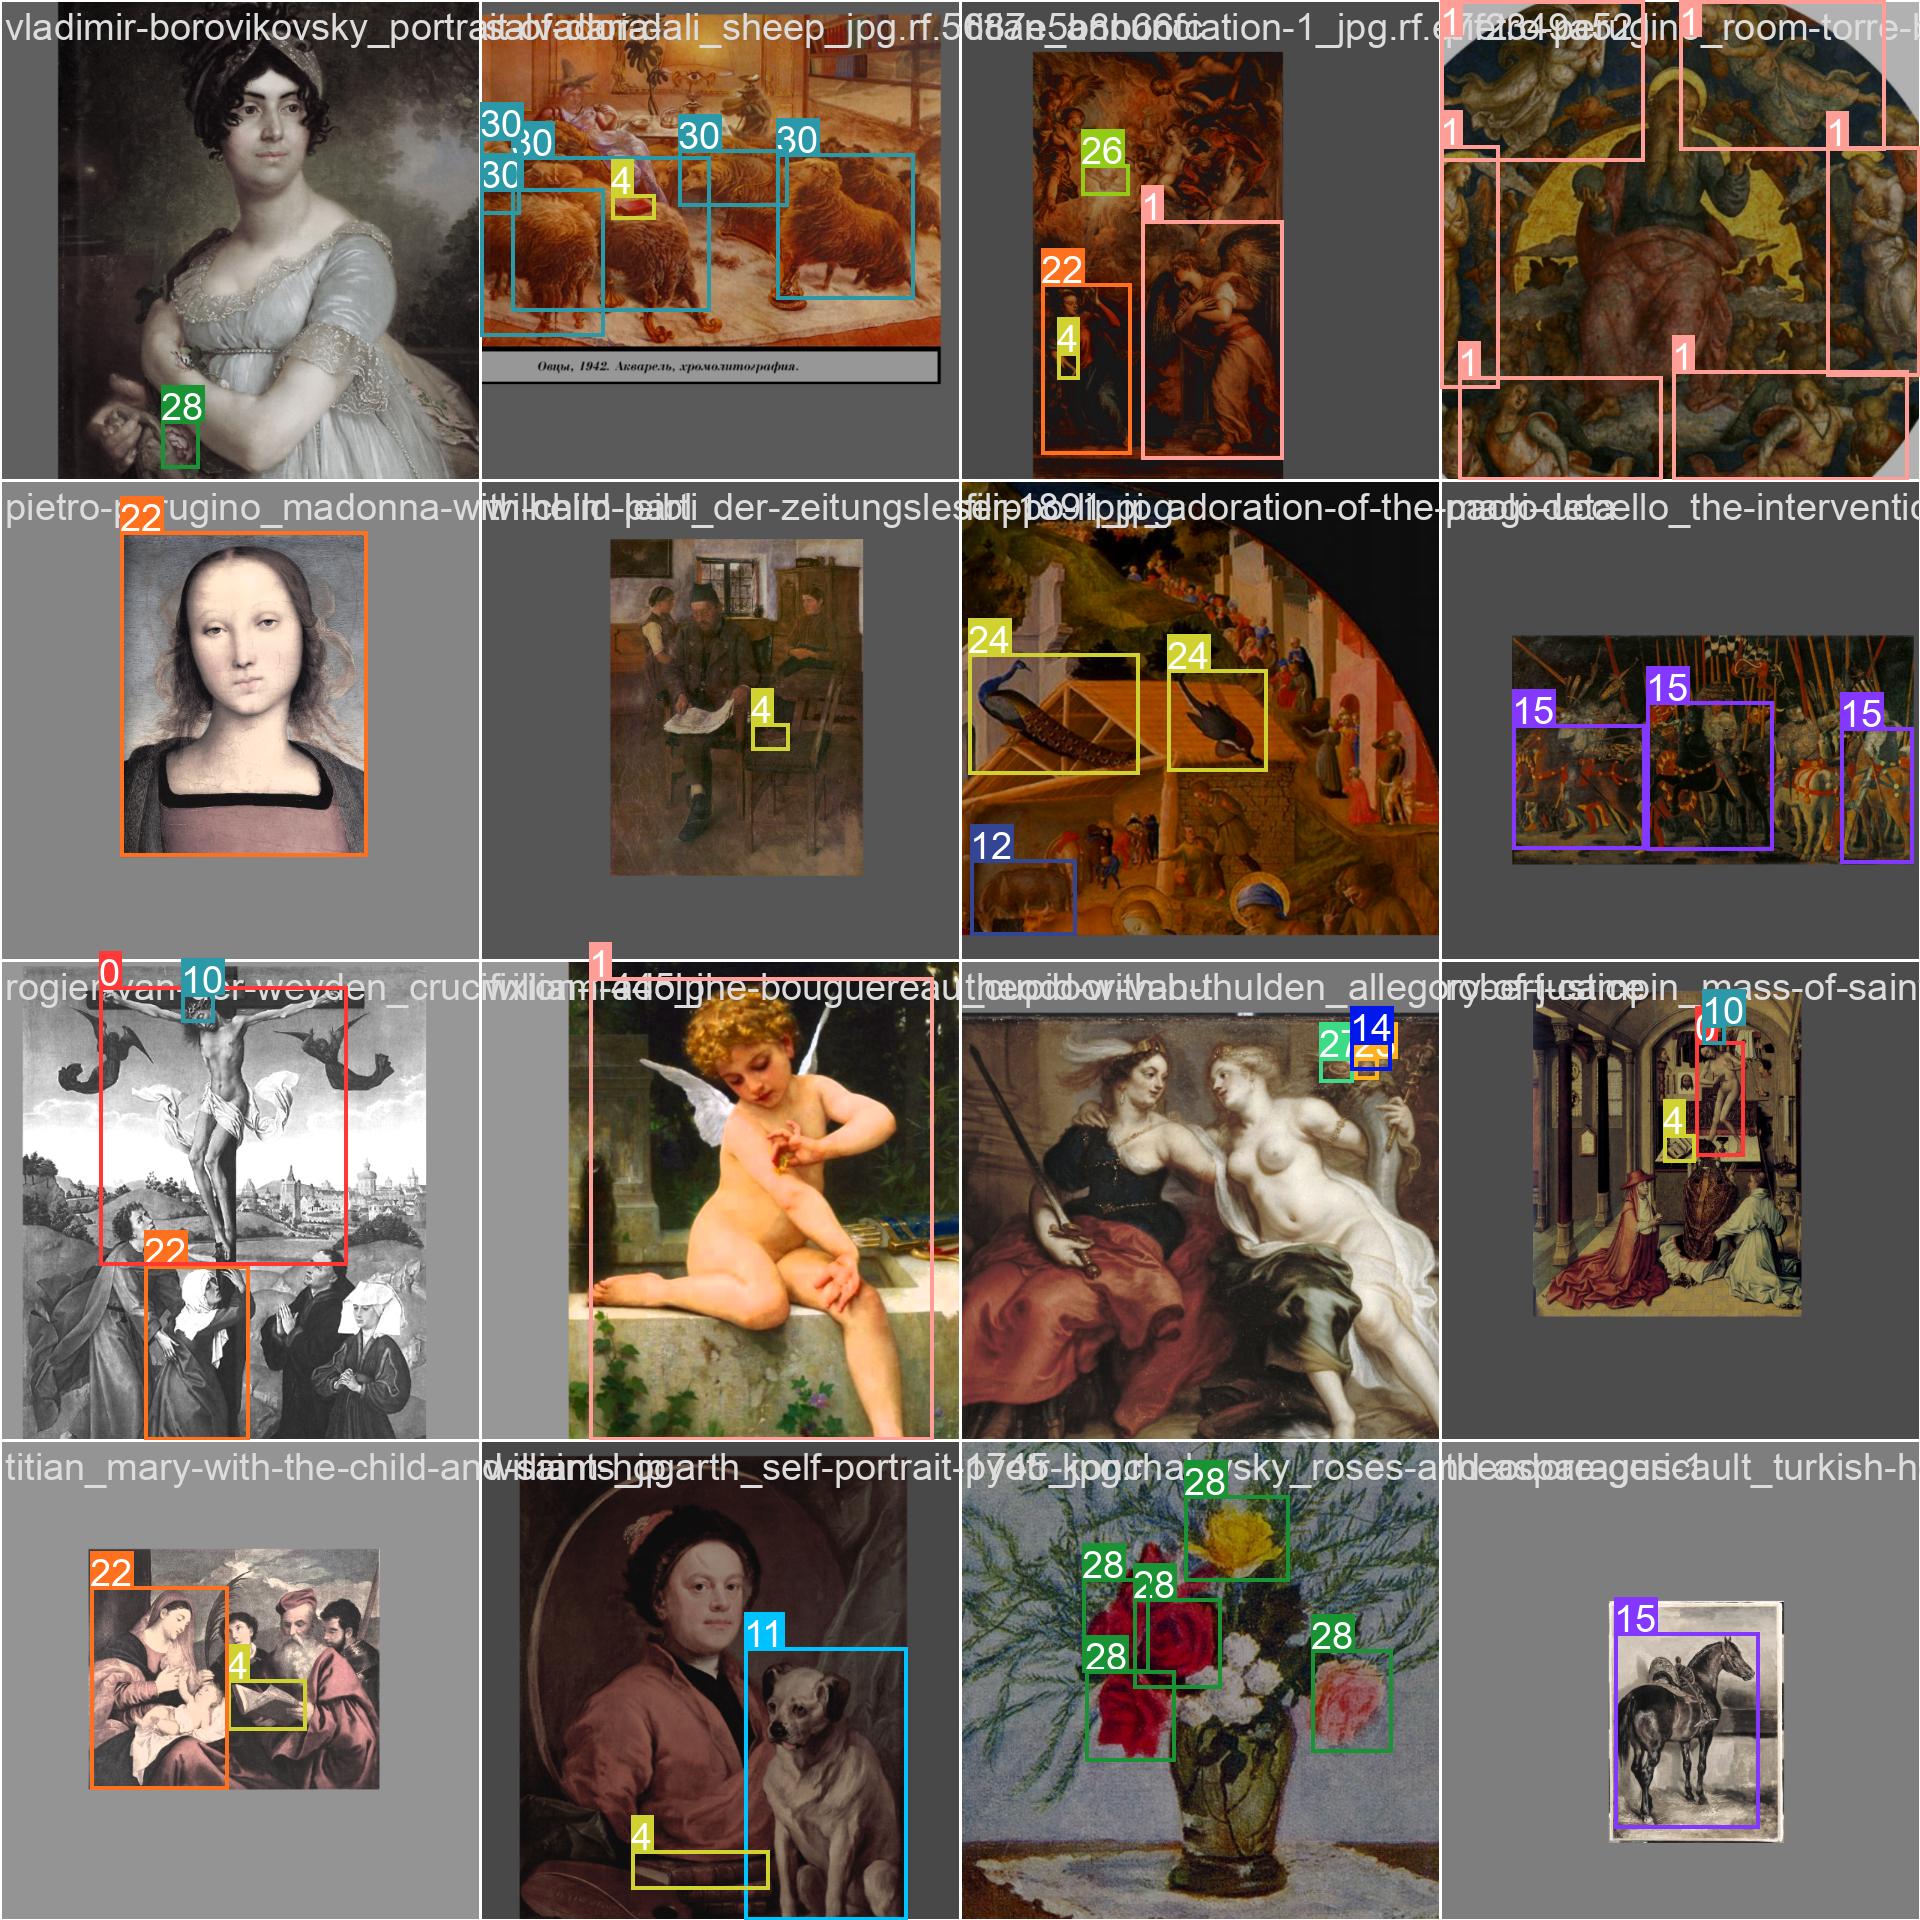 vladimir-borovikovsky_portrait-of-daria-
salvador-dali_sheep_jpg.rf.5
titian_annunciation-1_jpg.rf.e
pietro-perugino_room-torre-b
28
30
30
30
30
30
4
Овцы, 1942. Акварель, хромолитография.
26
1
22
4
1
1
1
1
1
1
pietro-perugino_madonna-with-child-
wilhelm-leibl_der-zeitungsleser-1891_jpg
filippo-lippi_adoration-of-the-magi-
paolo-uccello_the-interventio
22
4
24
24
12
15
15
15
rogier-van-der-weyden_crucifixion-
william-adolphe-bouguereau_cupid-with-
theodoor-van-thulden_allegory-of-justice
robert-campin_mass-of-sain
0
10
22
1
27
14
0
10
4
titian_mary-with-the-child-and-saints
william-hogarth_self-portrait-1745_jpg
pyotr-konchalovsky_roses-and-asparagus-1
theodore-gericault_turkish-h
22
4
11
4
28
28
28
28
28
15